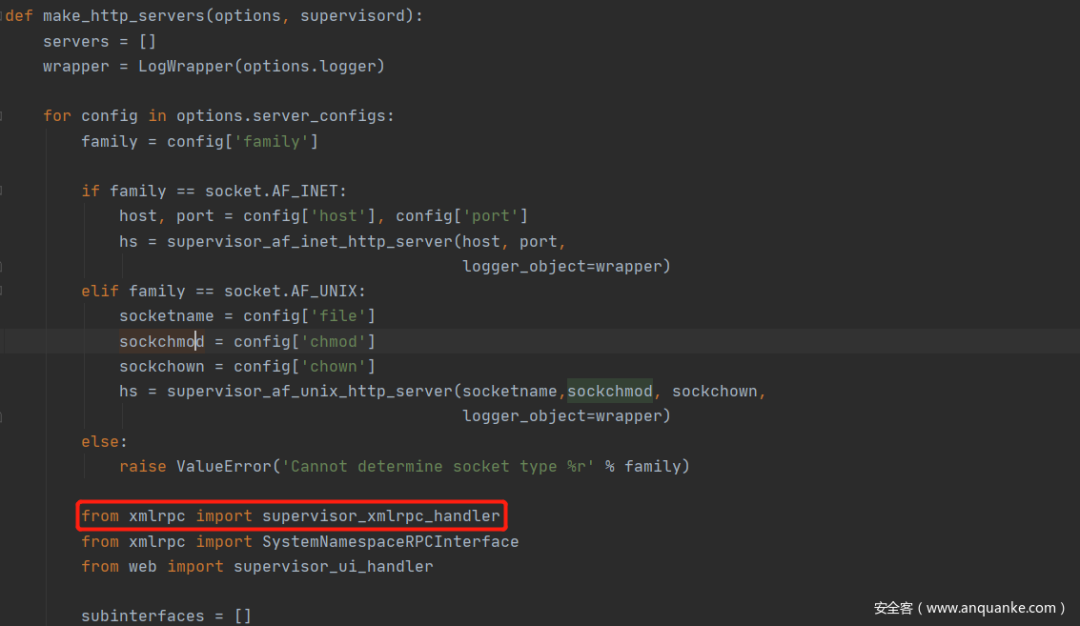 def make_http_servers(options, supervisord):
    servers = []
    wrapper = LogWrapper(options.logger)

    for config in options.server_configs:
        family = config['family']

        if family == socket.AF_INET:
            host, port = config['host'], config['port']
            hs = supervisor_af_inet_http_server(host, port,
                                                logger_object=wrapper)
        elif family == socket.AF_UNIX:
            socketname = config['file']
            sockchmod = config['chmod']
            sockchown = config['chown']
            hs = supervisor_af_unix_http_server(socketname,sockchmod, sockchown,
                                                logger_object=wrapper)
        else:
            raise ValueError('Cannot determine socket type %r' % family)

        from xmlrpc import supervisor_xmlrpc_handler
        from xmlrpc import SystemNamespaceRPCInterface
        from web import supervisor_ui_handler

        subinterfaces = []
安全客（www.anquanke.com）